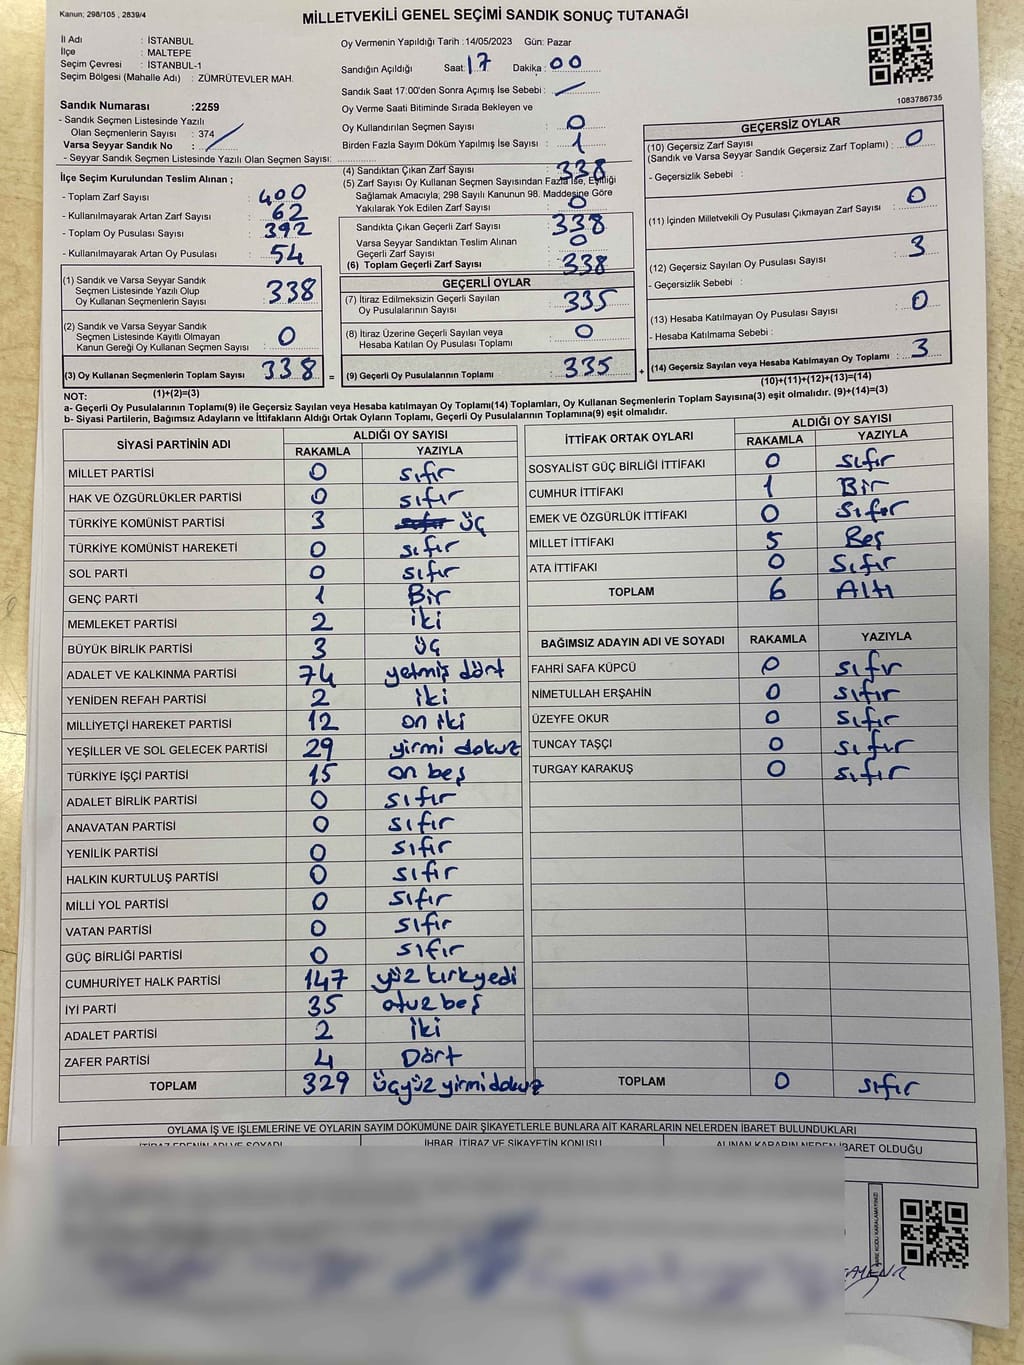 Kanun; 298/105 , 2839/4
MİLLETVEKİLİ GENEL SEÇİMİ SANDIK SONUÇ TUTANAĞI
İl Adı : İSTANBUL
İlçe : MALTEPE
Seçim Çevresi : İSTANBUL-1
Seçim Bölgesi (Mahalle Adı) : ZÜMRÜTEVLER MAH.
Sandık Numarası :2259
- Sandık Seçmen Listesinde Yazılı
Olan Seçmenlerin Sayısı : 374
Varsa Seyyar Sandık No :
- Seyyar Sandık Seçmen Listesinde Yazılı Olan Seçmen Sayısı:
Oy Vermenin Yapıldığı Tarih :14/05/2023 Gün: Pazar
Sandığın Açıldığı Saat: 17 Dakika: 00
Sandık Saat 17:00'den Sonra Açımış İse Sebebi :
Oy Verme Saati Bitiminde Sırada Bekleyen ve
Oy Kullandırılan Seçmen Sayısı : 0
Birden Fazla Sayım Döküm Yapılmış İse Sayısı : 1
1083786735
İlçe Seçim Kurulundan Teslim Alınan ;
- Toplam Zarf Sayısı : 400
- Kullanılmayarak Artan Zarf Sayısı : 62
- Toplam Oy Pusulası Sayısı : 392
- Kullanılmayarak Artan Oy Pusulası : 54
(1) Sandık ve Varsa Seyyar Sandık
Seçmen Listesinde Yazılı Olup
Oy Kullanan Seçmenlerin Sayısı : 338
(2) Sandık ve Varsa Seyyar Sandık
Seçmen Listesinde Kayıtlı Olmayan
Kanun Gereği Oy Kullanan Seçmen Sayısı : 0
(3) Oy Kullanan Seçmenlerin Toplam Sayısı : 338
(1)+(2)=(3)
(4) Sandıktan Çıkan Zarf Sayısı : 338
(5) Zarf Sayısı Oy Kullanan Seçmen Sayısından Fazla İse, Eşitliği
Sağlamak Amacıyla, 298 Sayılı Kanunun 98. Maddesine Göre
Yakılarak Yok Edilen Zarf Sayısı : 0
Sandıkta Çıkan Geçerli Zarf Sayısı : 338
Varsa Seyyar Sandıktan Teslim Alınan
Geçerli Zarf Sayısı : 0
(6) Toplam Geçerli Zarf Sayısı : 338
GEÇERLİ OYLAR
(7) İtiraz Edilmeksizin Geçerli Sayılan
Oy Pusulalarının Sayısı : 335
(8) İtiraz Üzerine Geçerli Sayılan veya
Hesaba Katılan Oy Pusulası Toplamı : 0
= (9) Geçerli Oy Pusulalarının Toplamı : 335 +
GEÇERSİZ OYLAR
(10) Geçersiz Zarf Sayısı
(Sandık ve Varsa Seyyar Sandık Geçersiz Zarf Toplamı) : 0
- Geçersizlik Sebebi :
(11) İçinden Milletvekili Oy Pusulası Çıkmayan Zarf Sayısı : 0
(12) Geçersiz Sayılan Oy Pusulası Sayısı : 3
- Geçersizlik Sebebi :
(13) Hesaba Katılmayan Oy Pusulası Sayısı : 0
- Hesaba Katılmama Sebebi :
(14) Geçersiz Sayılan veya Hesaba Katılmayan Oy Toplamı : 3
(10)+(11)+(12)+(13)=(14)
NOT:
a- Geçerli Oy Pusulalarının Toplamı(9) ile Geçersiz Sayılan veya Hesaba katılmayan Oy Toplamı(14) Toplamları, Oy Kullanan Seçmenlerin Toplam Sayısına(3) eşit olmalıdır. (9)+(14)=(3)
b- Siyasi Partilerin, Bağımsız Adayların ve İttifakların Aldığı Ortak Oyların Toplamı, Geçerli Oy Pusulalarının Toplamına(9) eşit olmalıdır.
SİYASİ PARTİNİN ADI ALDIĞI OY SAYISI
RAKAMLA YAZIYLA
MİLLET PARTİSİ 0 sıfır
HAK VE ÖZGÜRLÜKLER PARTİSİ 0 sıfır
TÜRKİYE KOMÜNİST PARTİSİ 3 sıfır üç
TÜRKİYE KOMÜNİST HAREKETİ 0 sıfır
SOL PARTİ 0 sıfır
GENÇ PARTİ 1 Bir
MEMLEKET PARTİSİ 2 iki
BÜYÜK BİRLİK PARTİSİ 3 üç
ADALET VE KALKINMA PARTİSİ 74 yetmiş dört
YENİDEN REFAH PARTİSİ 2 iki
MİLLİYETÇİ HAREKET PARTİSİ 12 on iki
YEŞİLLER VE SOL GELECEK PARTİSİ 29 yirmi dokuz
TÜRKİYE İŞÇİ PARTİSİ 15 on beş
ADALET BİRLİK PARTİSİ 0 sıfır
ANAVATAN PARTİSİ 0 sıfır
YENİLİK PARTİSİ 0 sıfır
HALKIN KURTULUŞ PARTİSİ 0 sıfır
MİLLİ YOL PARTİSİ 0 sıfır
VATAN PARTİSİ 0 sıfır
GÜÇ BİRLİĞİ PARTİSİ 0 sıfır
CUMHURİYET HALK PARTİSİ 147 yüz kırkyedi
İYİ PARTİ 35 otuz beş
ADALET PARTİSİ 2 iki
ZAFER PARTİSİ 4 Dört
TOPLAM 329 üçyüz yirmi dokuz
İTTİFAK ORTAK OYLARI ALDIĞI OY SAYISI
RAKAMLA YAZIYLA
SOSYALİST GÜÇ BİRLİĞİ İTTİFAKI 0 sıfır
CUMHUR İTTİFAKI 1 Bir
EMEK VE ÖZGÜRLÜK İTTİFAKI 0 sıfır
MİLLET İTTİFAKI 5 Beş
ATA İTTİFAKI 0 sıfır
TOPLAM 6 Altı
BAĞIMSIZ ADAYIN ADI VE SOYADI RAKAMLA YAZIYLA
FAHRİ SAFA KÜPCÜ 0 sıfır
NİMETULLAH ERŞAHİN 0 sıfır
ÜZEYFE OKUR 0 sıfır
TUNCAY TAŞÇI 0 sıfır
TURGAY KARAKUŞ 0 sıfır
TOPLAM 0 sıfır
OYLAMA İŞ VE İŞLEMLERİNE VE OYLARIN SAYIM DÖKÜMÜNE DAİR ŞİKAYETLERLE BUNLARA AİT KARARLARIN NELERDEN İBARET BULUNDUKLARI
İTİRAZ EDENİN ADI VE SOYADI İHBAR, İTİRAZ VE ŞİKAYETİN KONUSU ALINAN KARARIN NEDEN İBARET OLDUĞU